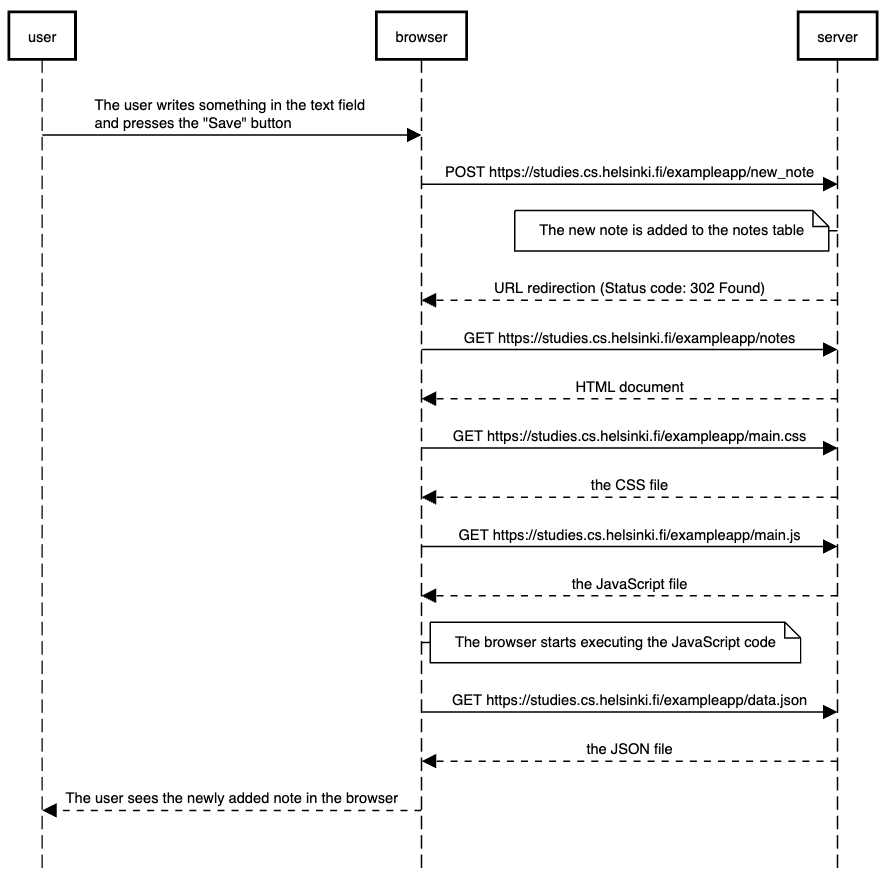 user
browser
server
The user writes something in the text field
and presses the "Save" button
POST https://studies.cs.helsinki.fi/exampleapp/new_note
The new note is added to the notes table
URL redirection (Status code: 302 Found)
GET https://studies.cs.helsinki.fi/exampleapp/notes
HTML document
GET https://studies.cs.helsinki.fi/exampleapp/main.css
the CSS file
GET https://studies.cs.helsinki.fi/exampleapp/main.js
the JavaScript file
The browser starts executing the JavaScript code
GET https://studies.cs.helsinki.fi/exampleapp/data.json
the JSON file
The user sees the newly added note in the browser